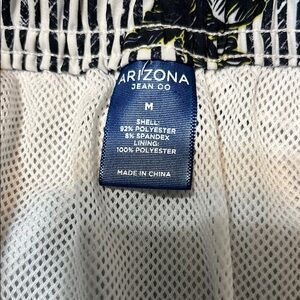 ARIZONA
JEAN CO
M
SHELL:
92% POLYESTER
8% SPANDEX
LINING:
100% POLYESTER
MADE IN CHINA